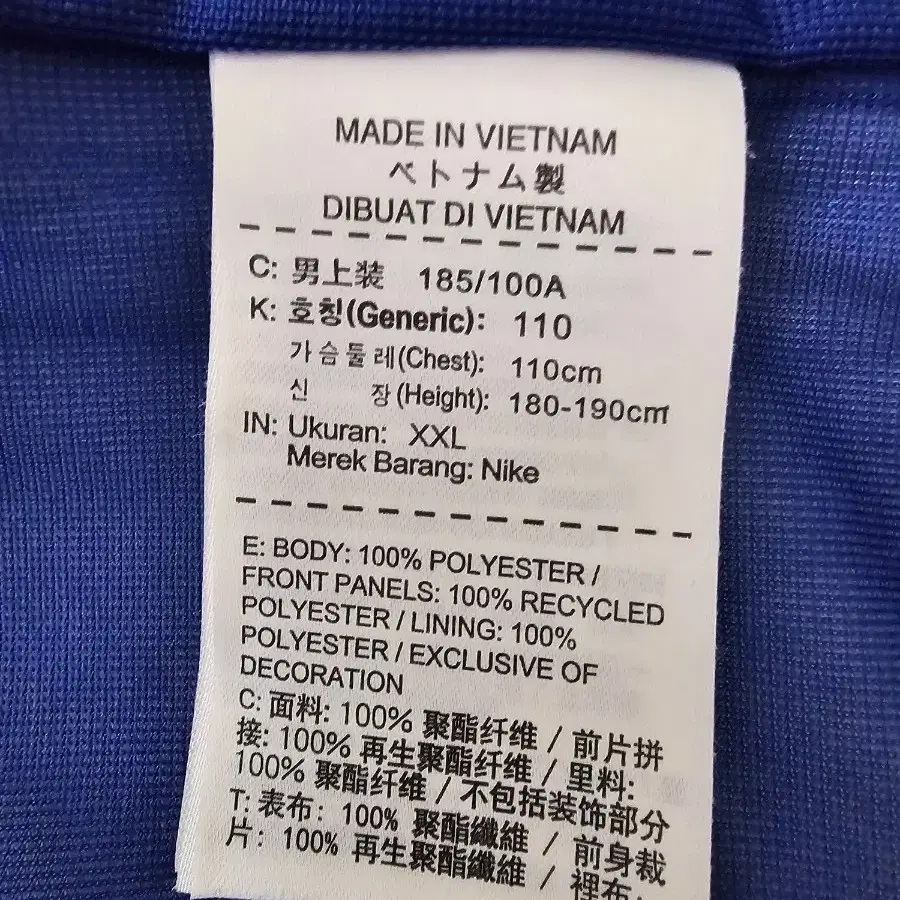 MADE IN VIETNAM
ベトナム製
DIBUAT DI VIETNAM
C: 男上装 185/100A
K: 호칭(Generic): 110
가슴둘레(Chest): 110cm
신 장(Height): 180-190cm
IN: Ukuran: XXL
Merek Barang: Nike
E: BODY: 100% POLYESTER /
FRONT PANELS: 100% RECYCLED
POLYESTER / LINING: 100%
POLYESTER / EXCLUSIVE OF
DECORATION
C: 面料: 100% 聚酯纤维 / 前片拼
接: 100% 再生聚酯纤维 / 里料:
100% 聚酯纤维 / 不包括装饰部分
T: 表布: 100% 聚酯纖維 / 前身裁
片: 100% 再生聚酯纖維 / 裡布: